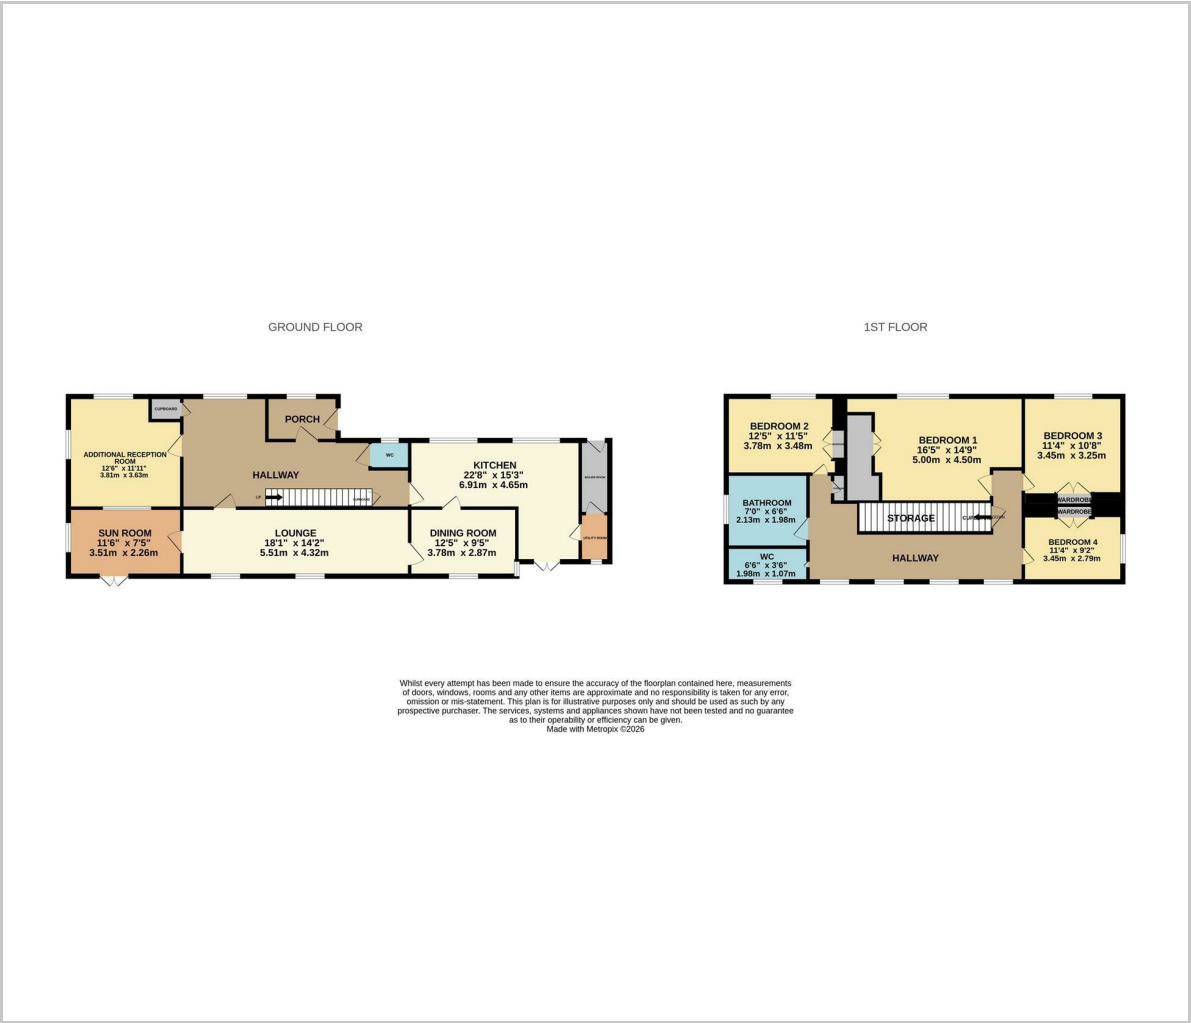 GROUND FLOOR
CUPBOARD
PORCH
ADDITIONAL RECEPTION
ROOM
12'6" x 11'11"
3.81m x 3.63m
HALLWAY
WC
UP
CUPBOARD
KITCHEN
22'8" x 15'3"
6.91m x 4.65m
BOILER ROOM
UTILITY ROOM
SUN ROOM
11'6" x 7'5"
3.51m x 2.26m
LOUNGE
18'1" x 14'2"
5.51m x 4.32m
DINING ROOM
12'5" x 9'5"
3.78m x 2.87m
1ST FLOOR
BEDROOM 2
12'5" x 11'5"
3.78m x 3.48m
BEDROOM 1
16'5" x 14'9"
5.00m x 4.50m
BEDROOM 3
11'4" x 10'8"
3.45m x 3.25m
WARDROBE
WARDROBE
BATHROOM
7'0" x 6'6"
2.13m x 1.98m
STORAGE
WC
6'6" x 3'6"
1.98m x 1.07m
HALLWAY
BEDROOM 4
11'4" x 9'2"
3.45m x 2.79m
Whilst every attempt has been made to ensure the accuracy of the floorplan contained here, measurements
of doors, windows, rooms and any other items are approximate and no responsibility is taken for any error,
omission or mis-statement. This plan is for illustrative purposes only and should be used as such by any
prospective purchaser. The services, systems and appliances shown have not been tested and no guarantee
as to their operability or efficiency can be given.
Made with Metropix ©2026